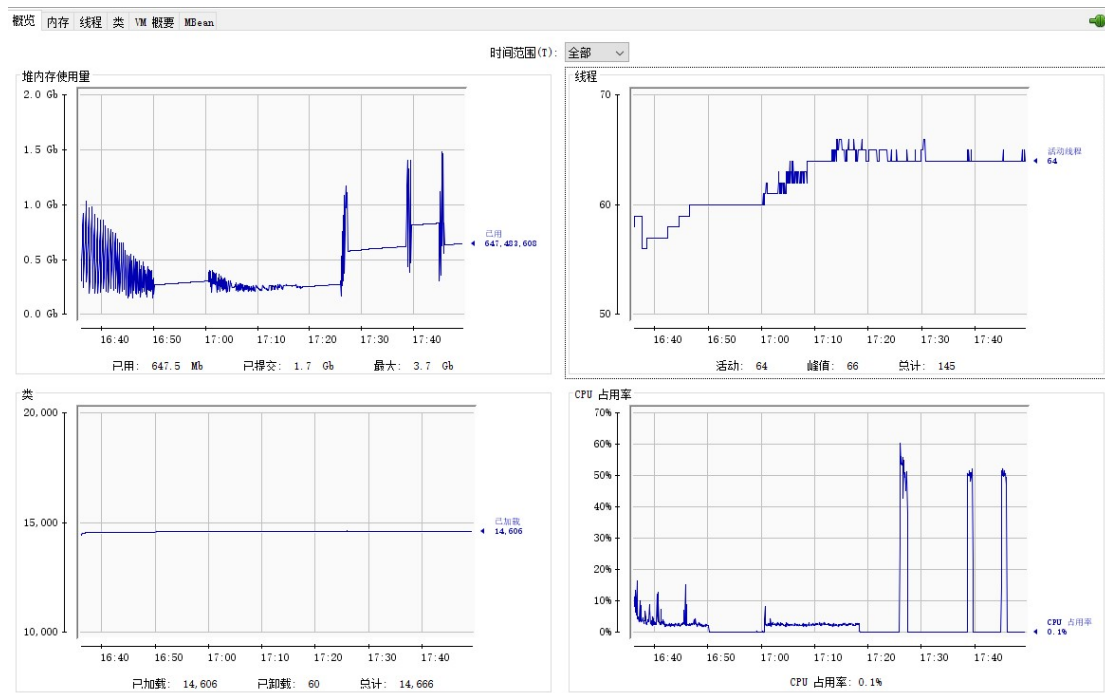 概览 内存 线程 类 VM 概要 MBean
时间范围(T): 全部
堆内存使用量
2.0 Gb
1.5 Gb
1.0 Gb
0.5 Gb
0.0 Gb
已用
647,483,608
16:40 16:50 17:00 17:10 17:20 17:30 17:40
已用: 647.5 Mb 已提交: 1.7 Gb 最大: 3.7 Gb
线程
70
60
50
活动线程
64
16:40 16:50 17:00 17:10 17:20 17:30 17:40
活动: 64 峰值: 66 总计: 145
类
20,000
15,000
10,000
已加载
14,606
16:40 16:50 17:00 17:10 17:20 17:30 17:40
已加载: 14,606 已卸载: 60 总计: 14,666
CPU 占用率
70%
60%
50%
40%
30%
20%
10%
0%
CPU 占用率
0.1%
16:40 16:50 17:00 17:10 17:20 17:30 17:40
CPU 占用率: 0.1%